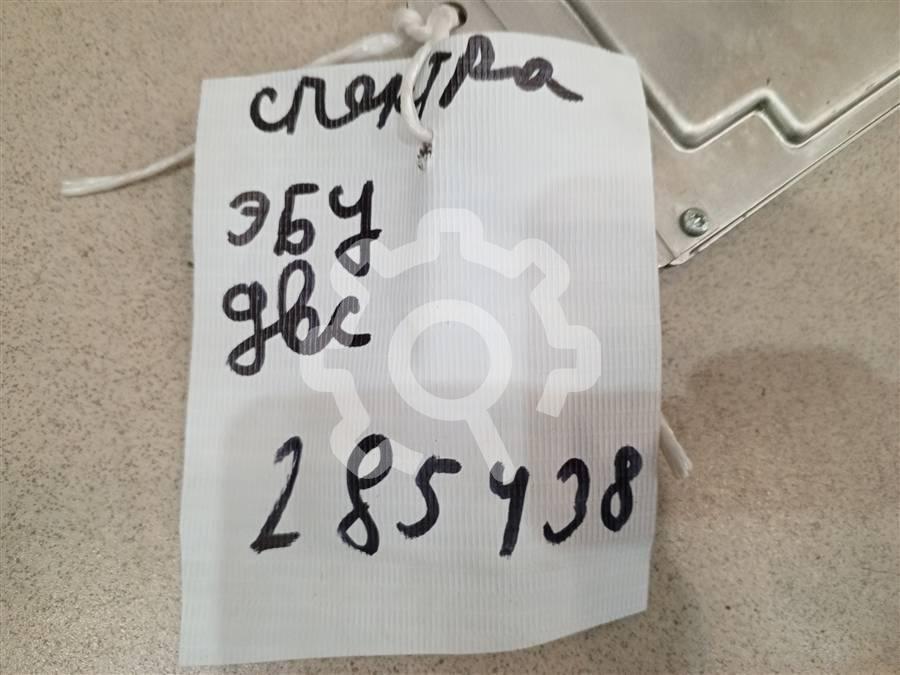 спектра
эБу
двс
285438